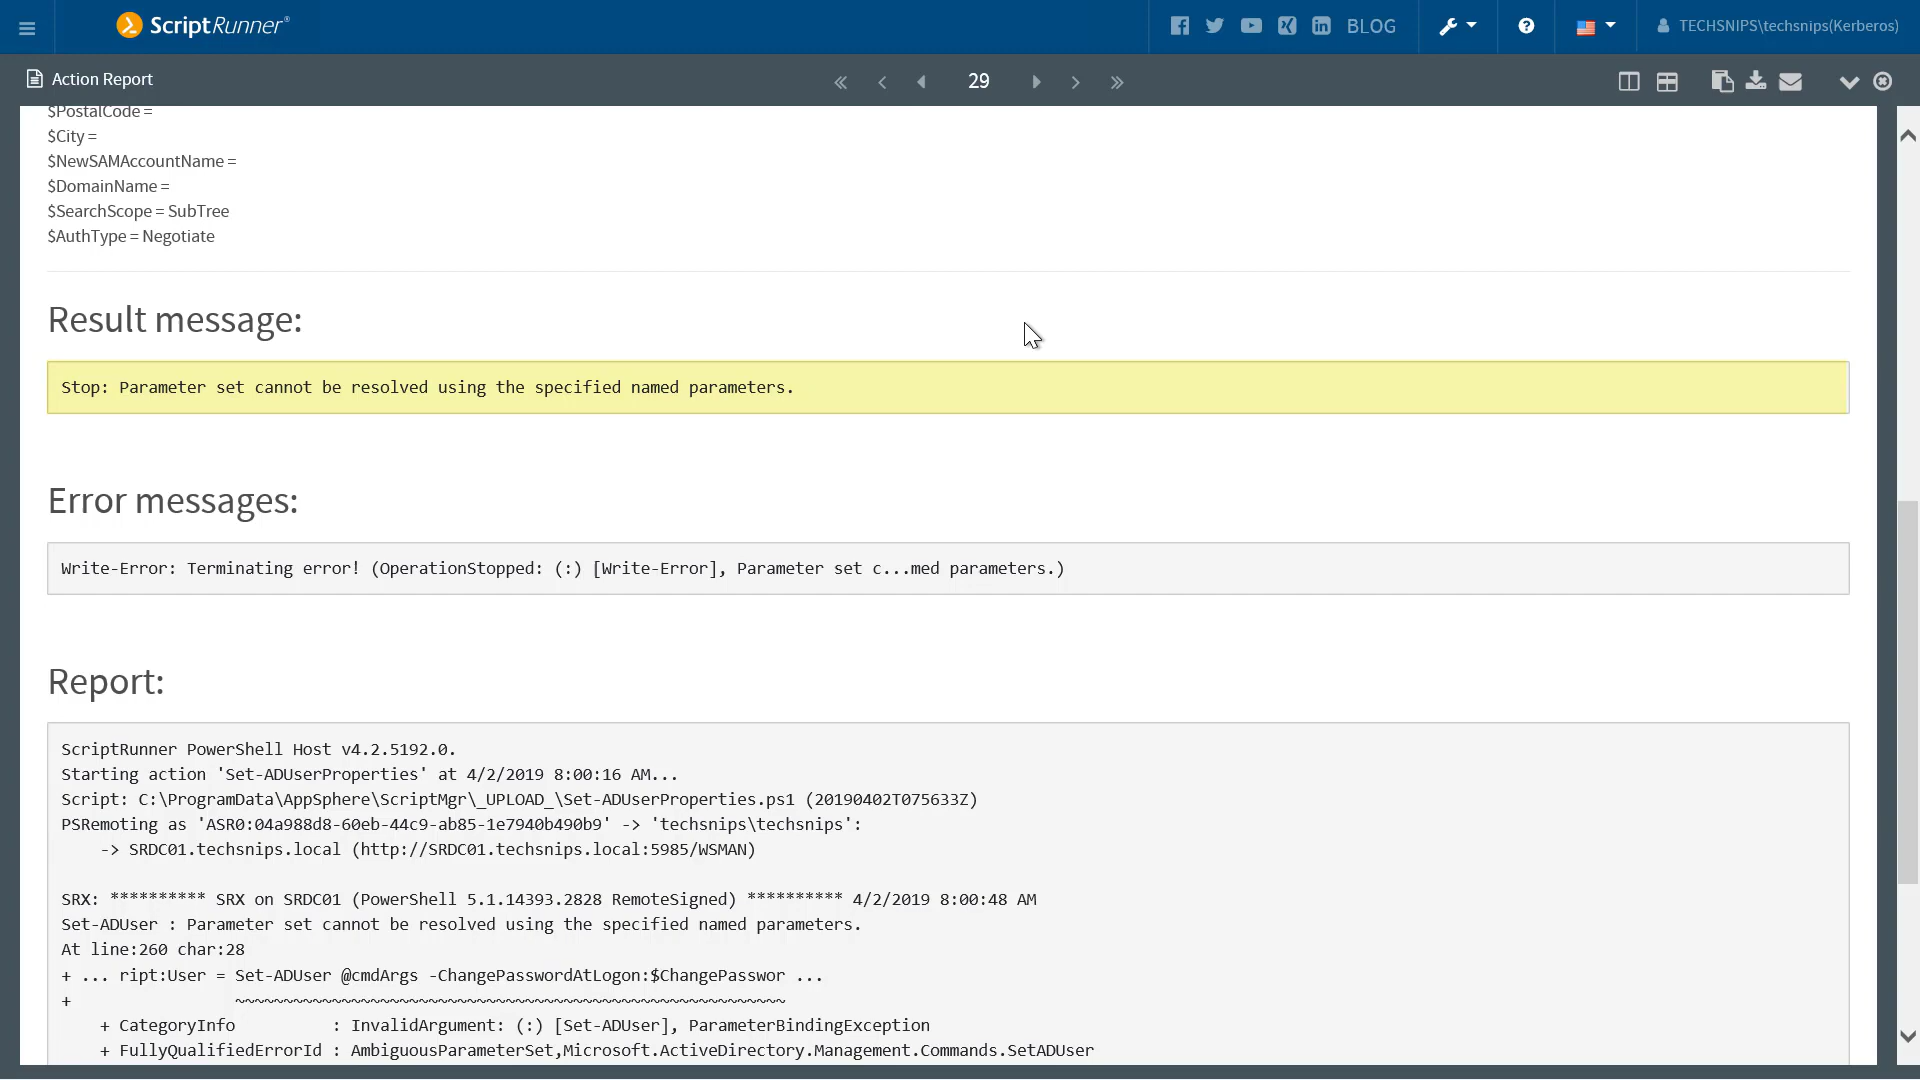 ScriptRunner®
BLOG
TECHSNIPS\techsnips(Kerberos)
Action Report
29
$PostalCode =
$City =
$NewSAMAccountName =
$DomainName =
$SearchScope = SubTree
$AuthType = Negotiate
Result message:
Stop: Parameter set cannot be resolved using the specified named parameters.
Error messages:
Write-Error: Terminating error! (OperationStopped: (:) [Write-Error], Parameter set c...med parameters.)
Report:
ScriptRunner PowerShell Host v4.2.5192.0.
Starting action 'Set-ADUserProperties' at 4/2/2019 8:00:16 AM...
Script: C:\ProgramData\AppSphere\ScriptMgr\_UPLOAD_\Set-ADUserProperties.ps1 (20190402T075633Z)
PSRemoting as 'ASR0:04a988d8-60eb-44c9-ab85-1e7940b490b9' -> 'techsnips\techsnips':
-> SRDC01.techsnips.local (http://SRDC01.techsnips.local:5985/WSMAN)
SRX: ********** SRX on SRDC01 (PowerShell 5.1.14393.2828 RemoteSigned) ********** 4/2/2019 8:00:48 AM
Set-ADUser : Parameter set cannot be resolved using the specified named parameters.
At line:260 char:28
+ ... ript:User = Set-ADUser @cmdArgs -ChangePasswordAtLogon:$ChangePasswor ...
+ ~~~~~~~~~~~~~~~~~~~~~~~~~~~~~~~~~~~~~~~~~~~~~~~~~~~~~~~~~
+ CategoryInfo : InvalidArgument: (:) [Set-ADUser], ParameterBindingException
+ FullyQualifiedErrorId : AmbiguousParameterSet,Microsoft.ActiveDirectory.Management.Commands.SetADUser